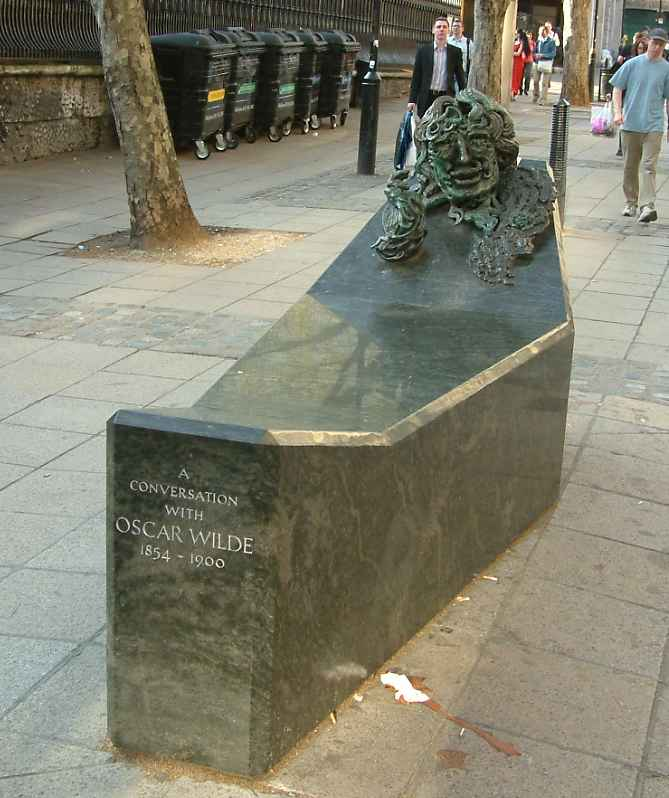 A
CONVERSATION
WITH
OSCAR WILDE
1854 - 1900